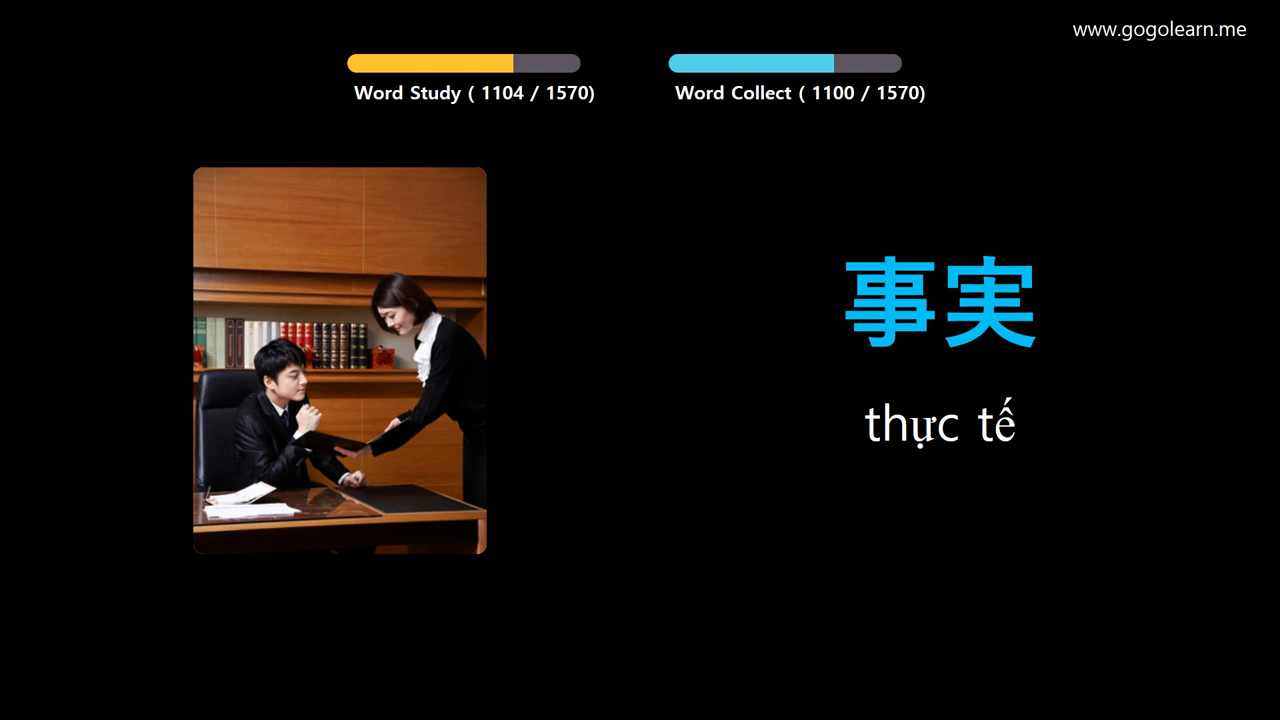 www.gogolearn.me
Word Study ( 1104 / 1570)
Word Collect ( 1100 / 1570)
事実
thực tế